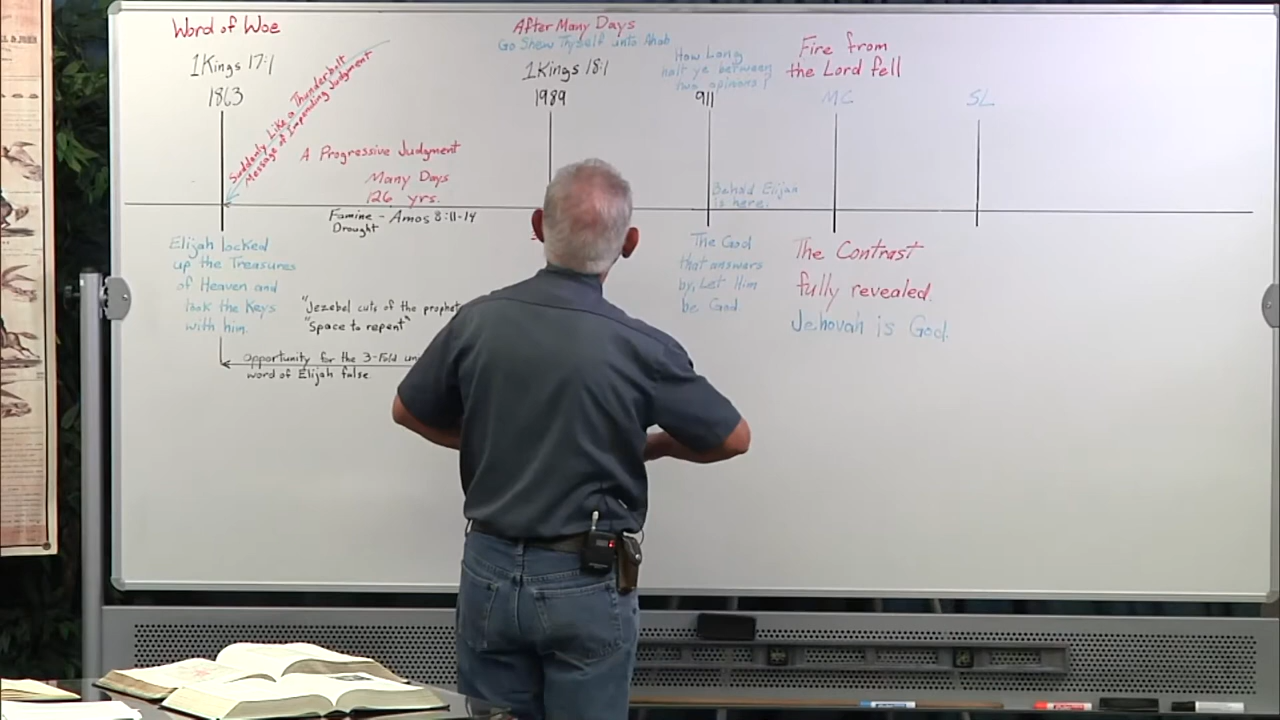 Word of Woe
1Kings 17:1
1863
Suddenly Like a Thunderbolt
Message of Impending Judgment
A Progressive Judgment
Many Days
126 yrs.
Famine - Amos 8:11-14
Drought
Elijah locked
up the Treasures
of Heaven and
took the Keys
with him.
"Jezebel cuts of the prophet
"Space to repent"
opportunity for the 3-Fold un
word of Elijah false.
After Many Days
Go Shew Thyself unto Ahab
1Kings 18:1
1989
How Long
halt ye between
two opinions?
911
Behold Elijah
is here.
The God
that answers
by, Let Him
be God
Fire from
the Lord fell
MC
The Contrast
fully revealed.
Jehovah is God.
SL